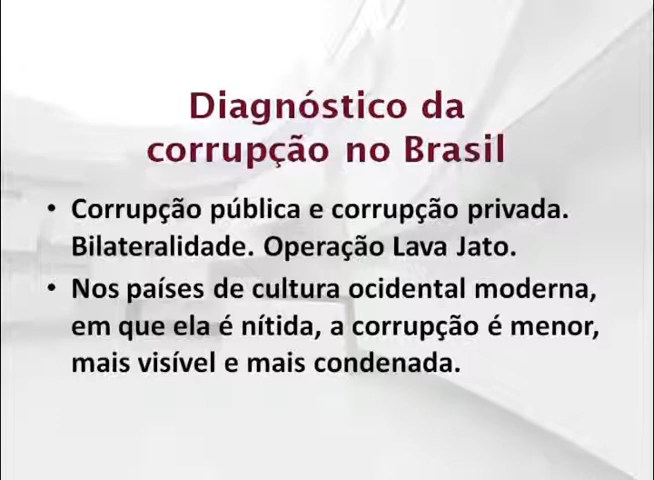 Diagnóstico da
corrupção no Brasil
• Corrupção pública e corrupção privada.
Bilateralidade. Operação Lava Jato.
• Nos países de cultura ocidental moderna,
em que ela é nítida, a corrupção é menor,
mais visível e mais condenada.